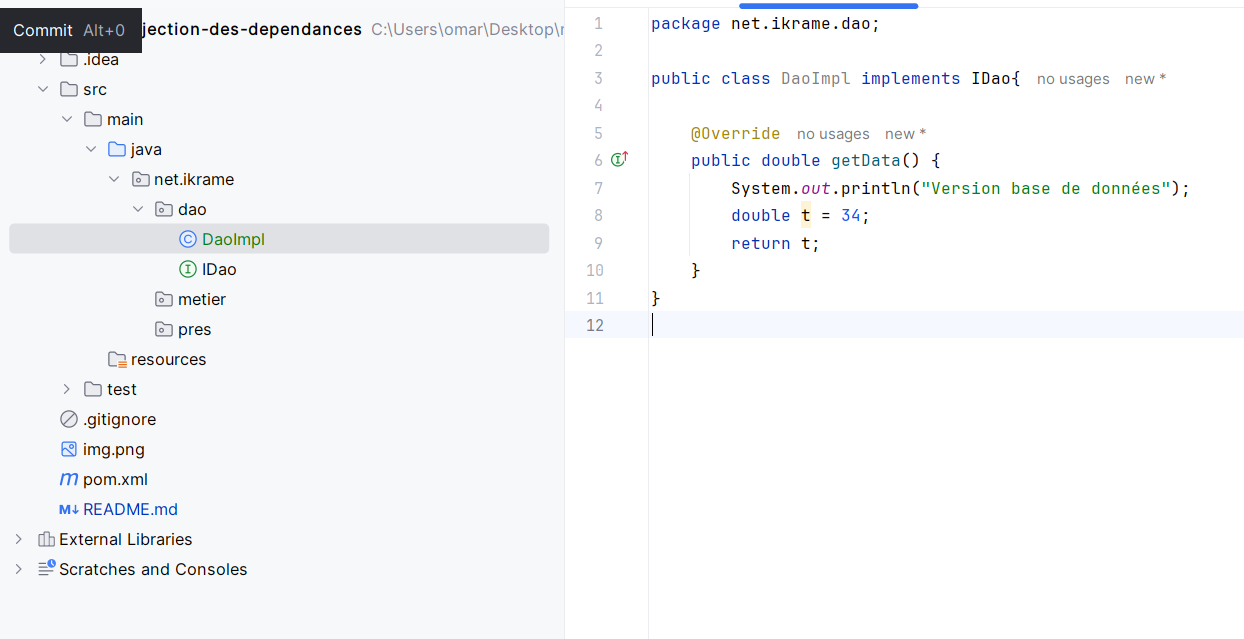 Commit Alt+0
jection-des-dependances C:\Users\omar\Desktop\
.idea
src
main
java
net.ikrame
dao
DaoImpl
IDao
metier
pres
resources
test
.gitignore
img.png
pom.xml
README.md
External Libraries
Scratches and Consoles
1 package net.ikrame.dao;
2
3 public class DaoImpl implements IDao{ no usages new *
4
5 @Override no usages new *
6 public double getData() {
7 System.out.println("Version base de données");
8 double t = 34;
9 return t;
10 }
11 }
12